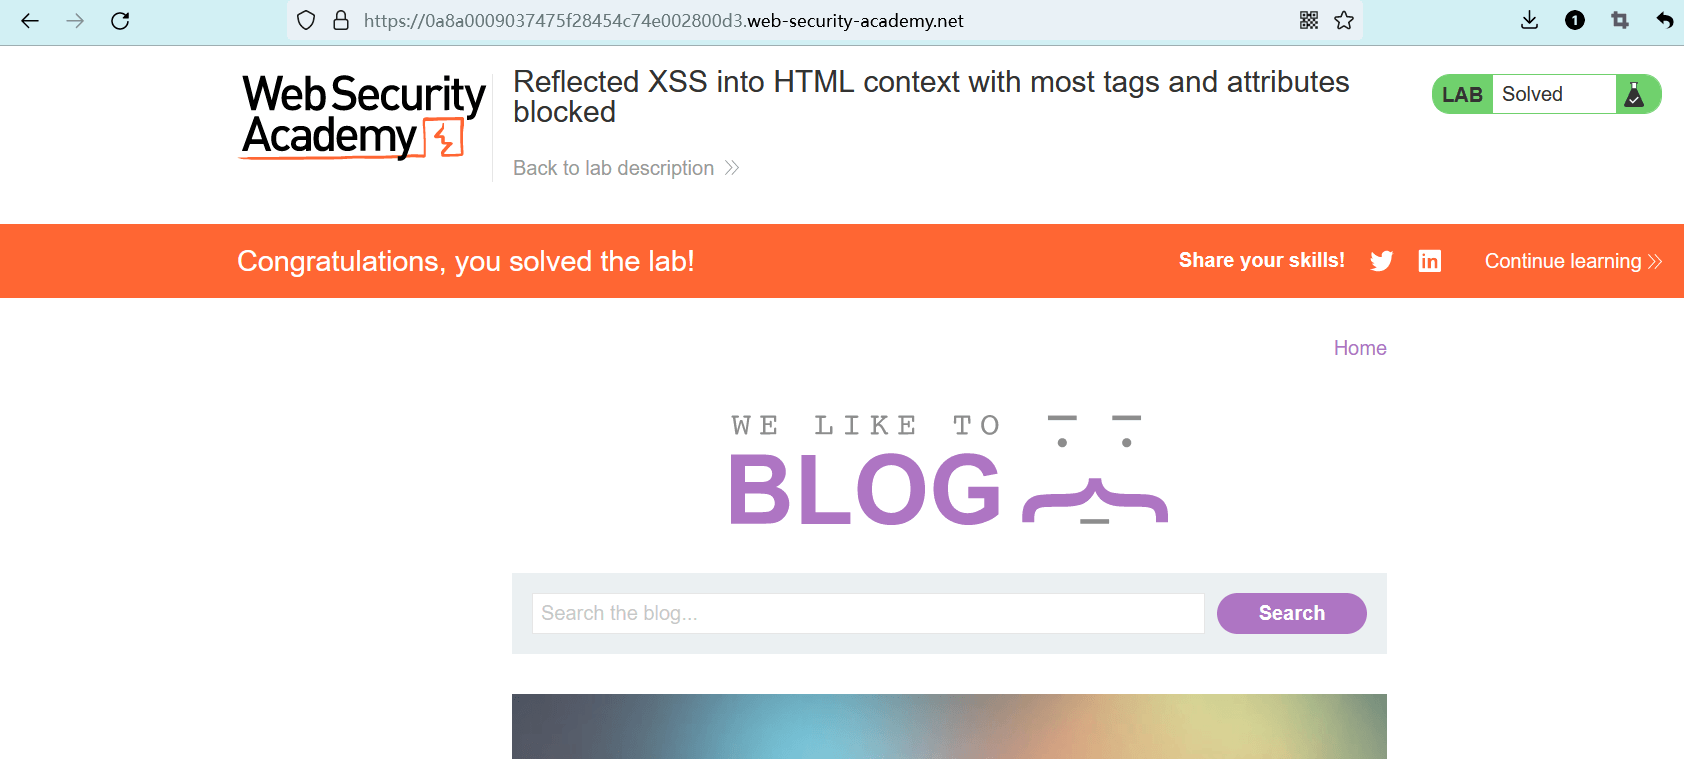 https://0a8a0009037475f28454c74e002800d3.web-security-academy.net
1
Web Security
Academy
Reflected XSS into HTML context with most tags and attributes
blocked
Back to lab description
LAB Solved
Congratulations, you solved the lab!
Share your skills!
in
Continue learning
Home
WE LIKE TO
BLOG
Search the blog...
Search